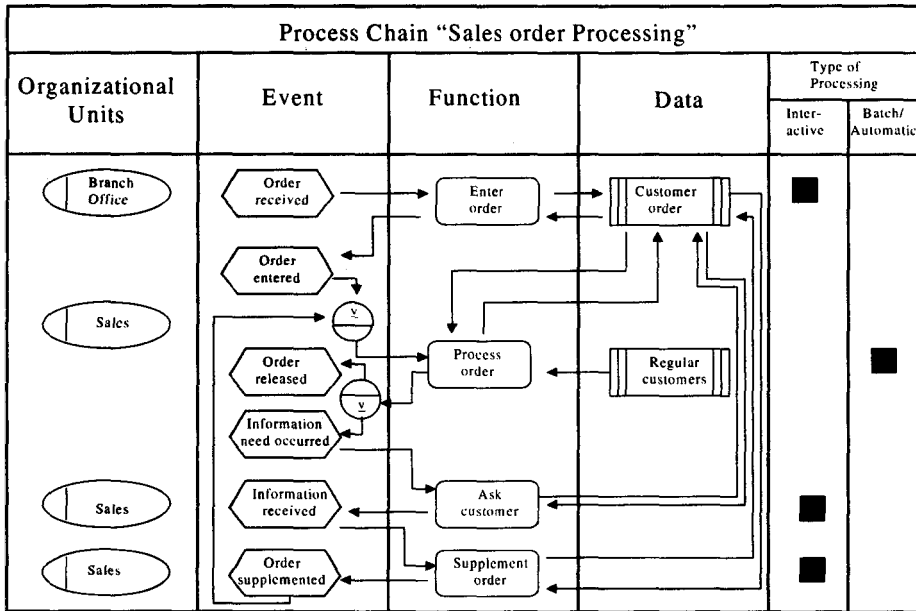 Process Chain “Sales order Processing”
Organizational
Units
Event
Function
Data
Type of
Processing
Inter-
active
Batch/
Automatic
Branch
Office
Order
received
Enter
order
Customer
order
Order
entered
Sales
v
Order
released
Process
order
Regular
customers
v
Information
need occurred
Sales
Information
received
Ask
customer
Sales
Order
supplemented
Supplement
order